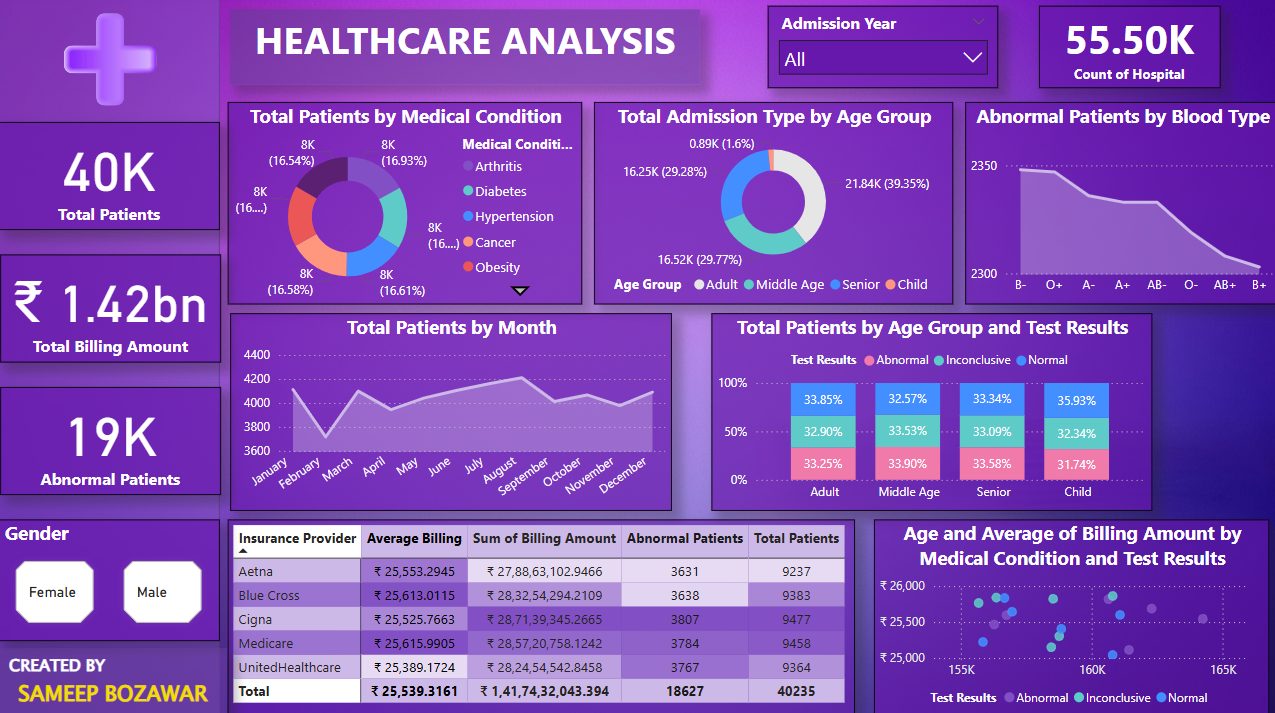 HEALTHCARE ANALYSIS
Admission Year
All
55.50K
Count of Hospital
40K
Total Patients
₹ 1.42bn
Total Billing Amount
19K
Abnormal Patients
Gender
Female
Male
CREATED BY
SAMEEP BOZAWAR
Total Patients by Medical Condition
8K
(16.54%)
8K
(16.93%)
8K
(16....)
8K
(16....)
8K
(16.58%)
8K
(16.61%)
Medical Conditi...
Arthritis
Diabetes
Hypertension
Cancer
Obesity
Total Admission Type by Age Group
0.89K (1.6%)
16.25K (29.28%)
21.84K (39.35%)
16.52K (29.77%)
Age Group Adult Middle Age Senior Child
Abnormal Patients by Blood Type
2350
2300
B- O+ A- A+ AB- O- AB+ B+
Total Patients by Month
4400
4200
4000
3800
3600
January February March April May June July August September October November December
Total Patients by Age Group and Test Results
Test Results Abnormal Inconclusive Normal
100%
50%
0%
33.85% 32.57% 33.34% 35.93%
32.90% 33.53% 33.09% 32.34%
33.25% 33.90% 33.58% 31.74%
Adult Middle Age Senior Child
Insurance Provider Average Billing Sum of Billing Amount Abnormal Patients Total Patients
Aetna ₹ 25,553.2945 ₹ 27,88,63,102.9466 3631 9237
Blue Cross ₹ 25,613.0115 ₹ 28,32,54,294.2109 3638 9383
Cigna ₹ 25,525.7663 ₹ 28,71,39,345.2665 3807 9477
Medicare ₹ 25,615.9905 ₹ 28,57,20,758.1242 3784 9458
UnitedHealthcare ₹ 25,389.1724 ₹ 28,24,54,542.8458 3767 9364
Total ₹ 25,539.3161 ₹ 1,41,74,32,043.394 18627 40235
Age and Average of Billing Amount by
Medical Condition and Test Results
₹ 26,000
₹ 25,500
₹ 25,000
155K 160K 165K
Test Results Abnormal Inconclusive Normal